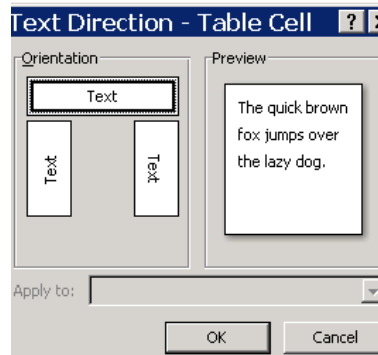 Text Direction - Table Cell
Orientation
Preview
Text
Text
Text
The quick brown
fox jumps over
the lazy dog.
Apply to:
OK
Cancel